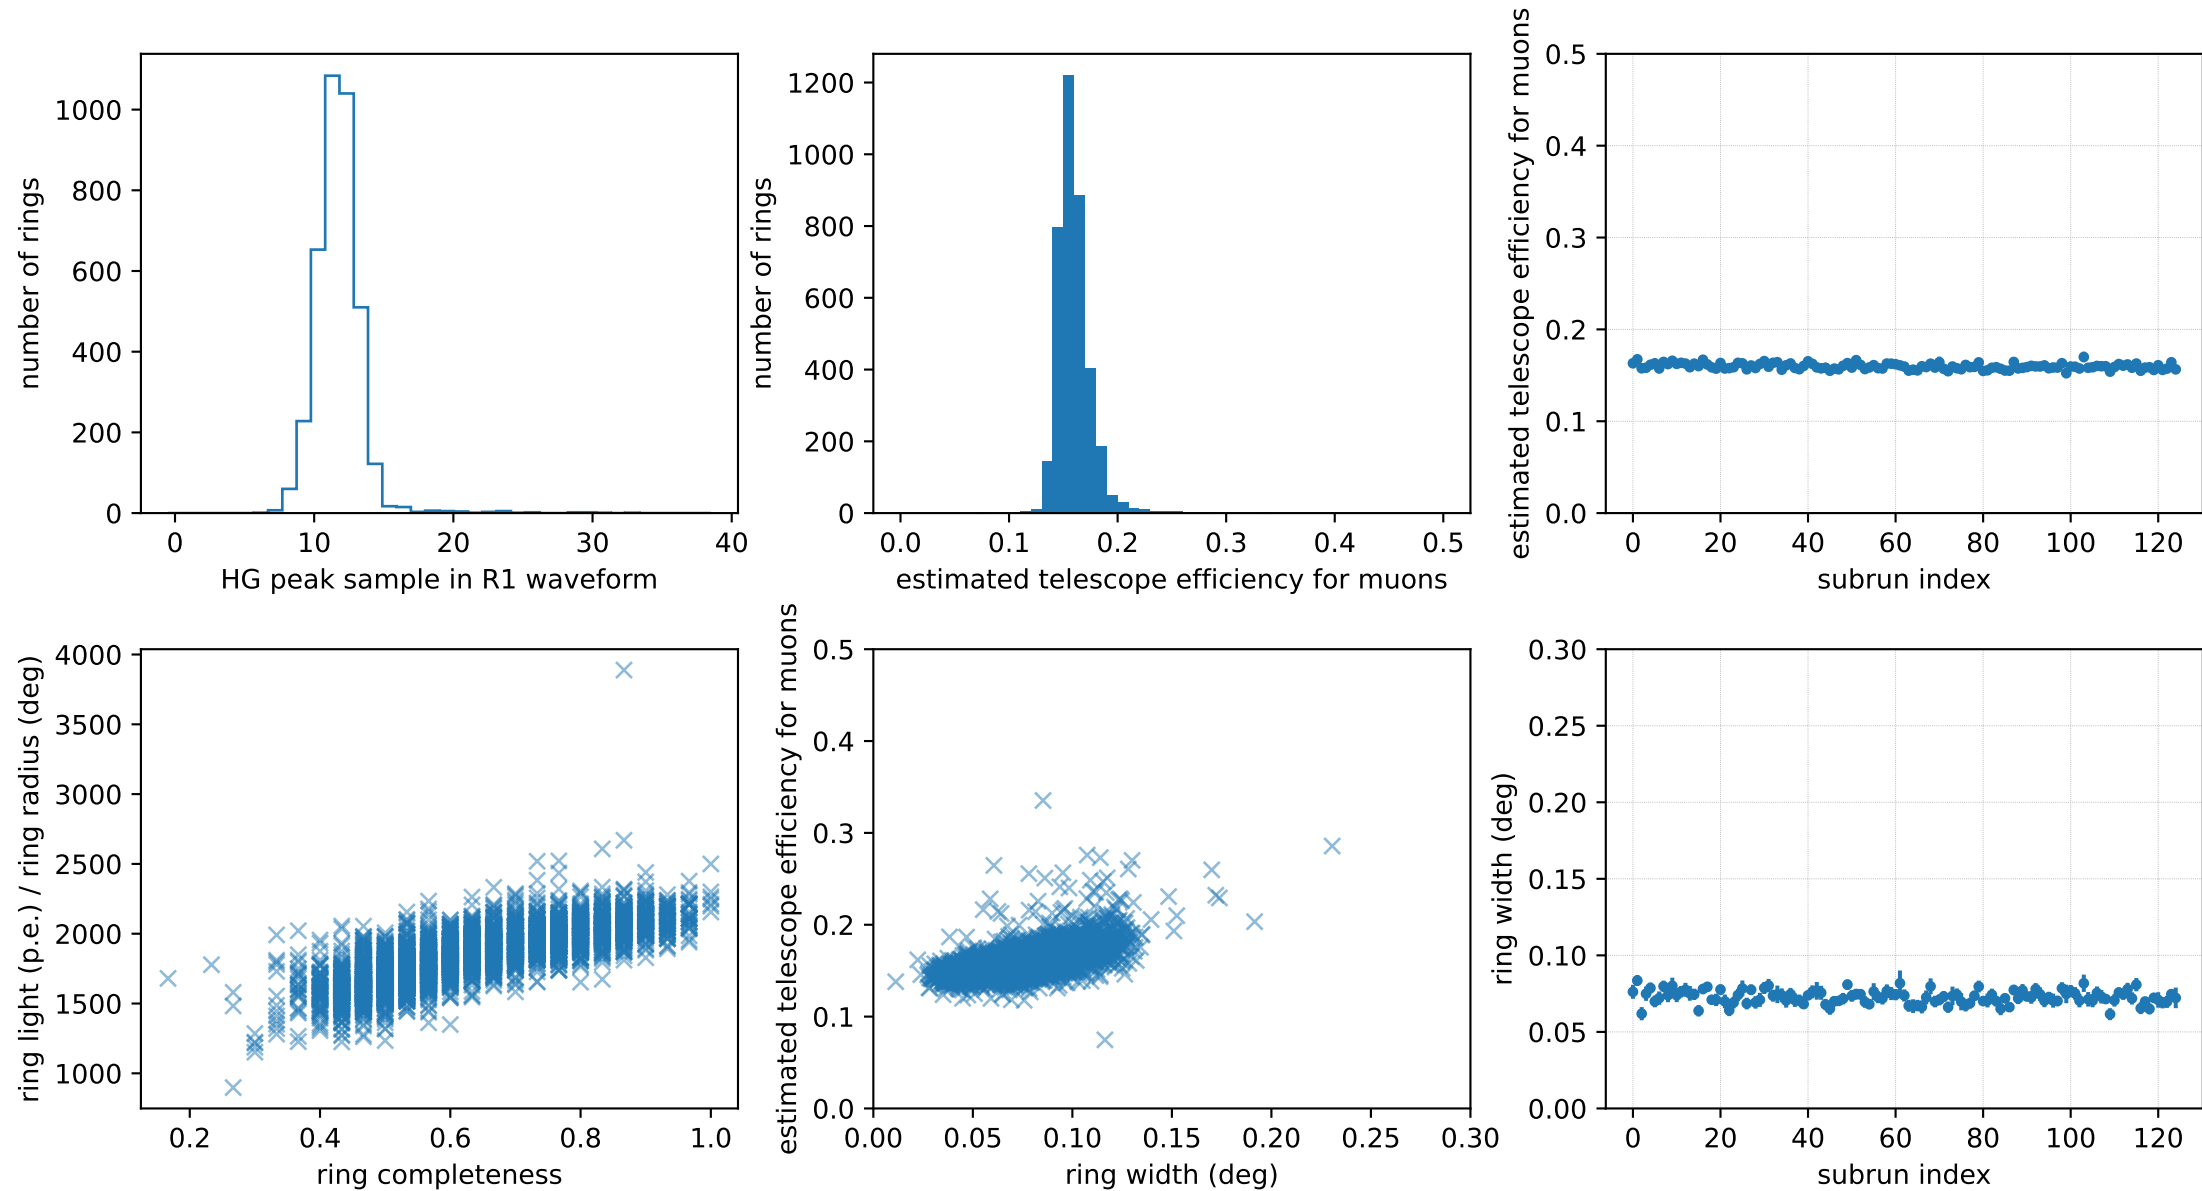 number of rings
1000
800
600
400
200
0
0 10 20 30 40
HG peak sample in R1 waveform
number of rings
1200
1000
800
600
400
200
0
0.0 0.1 0.2 0.3 0.4 0.5
estimated telescope efficiency for muons
estimated telescope efficiency for muons
0.5
0.4
0.3
0.2
0.1
0.0
0 20 40 60 80 100 120
subrun index
ring light (p.e.) / ring radius (deg)
4000
3500
3000
2500
2000
1500
1000
0.2 0.4 0.6 0.8 1.0
ring completeness
estimated telescope efficiency for muons
0.5
0.4
0.3
0.2
0.1
0.0
0.00 0.05 0.10 0.15 0.20 0.25 0.30
ring width (deg)
ring width (deg)
0.30
0.25
0.20
0.15
0.10
0.05
0.00
0 20 40 60 80 100 120
subrun index